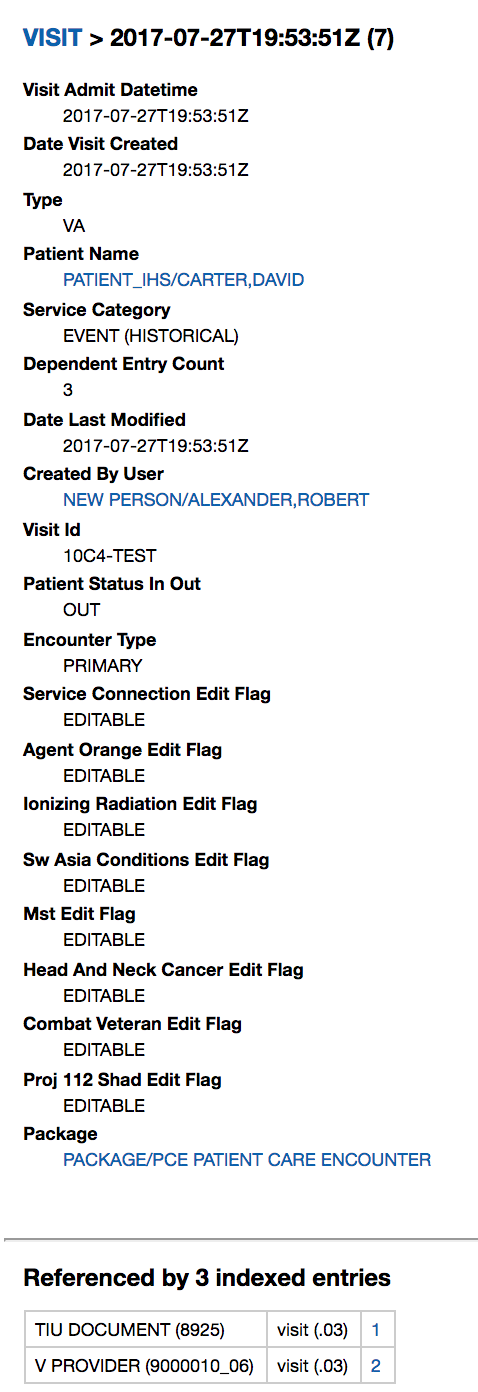 VISIT > 2017-07-27T19:53:51Z (7)
Visit Admit Datetime
2017-07-27T19:53:51Z
Date Visit Created
2017-07-27T19:53:51Z
Type
VA
Patient Name
PATIENT_IHS/CARTER,DAVID
Service Category
EVENT (HISTORICAL)
Dependent Entry Count
3
Date Last Modified
2017-07-27T19:53:51Z
Created By User
NEW PERSON/ALEXANDER,ROBERT
Visit Id
10C4-TEST
Patient Status In Out
OUT
Encounter Type
PRIMARY
Service Connection Edit Flag
EDITABLE
Agent Orange Edit Flag
EDITABLE
Ionizing Radiation Edit Flag
EDITABLE
Sw Asia Conditions Edit Flag
EDITABLE
Mst Edit Flag
EDITABLE
Head And Neck Cancer Edit Flag
EDITABLE
Combat Veteran Edit Flag
EDITABLE
Proj 112 Shad Edit Flag
EDITABLE
Package
PACKAGE/PCE PATIENT CARE ENCOUNTER
Referenced by 3 indexed entries
TIU DOCUMENT (8925) visit (.03) 1
V PROVIDER (9000010_06) visit (.03) 2